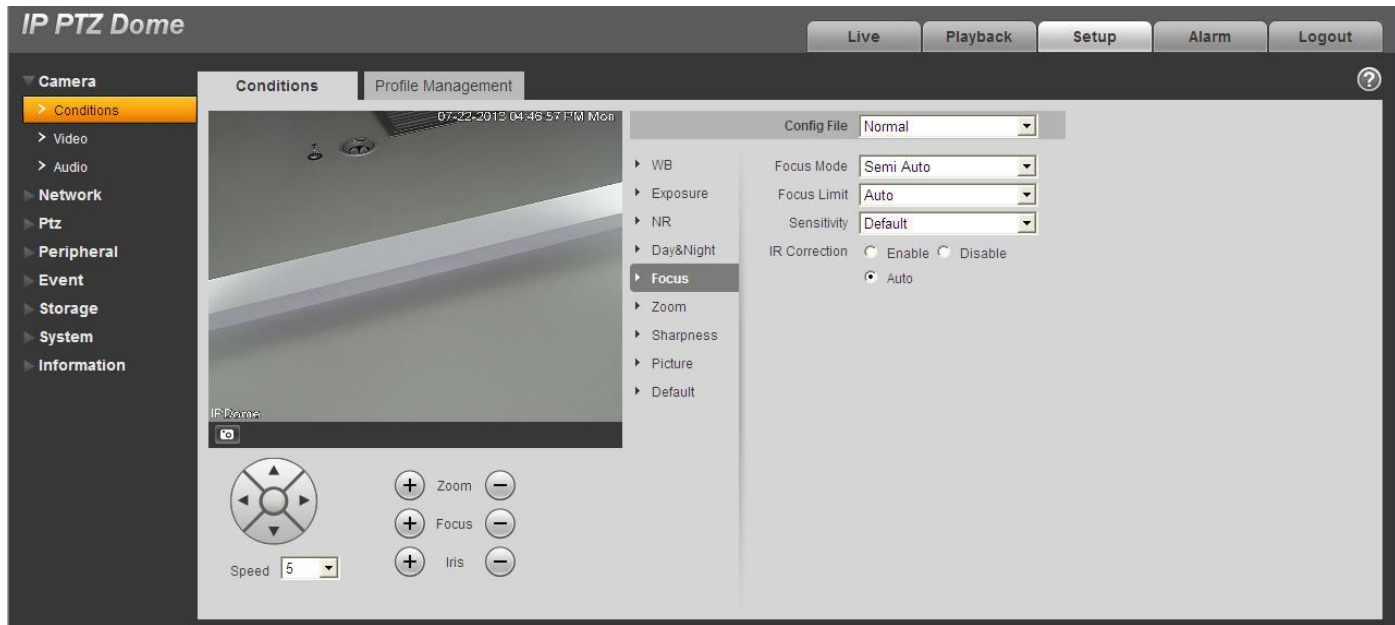 IP PTZ Dome
Live Playback Setup Alarm Logout
Camera
Conditions
Video
Audio
Network
Ptz
Peripheral
Event
Storage
System
Information
Conditions Profile Management
?
07-22-2013 04:46:57 PM Mon
IP Dome
Speed 5
Zoom
Focus
Iris
WB
Exposure
NR
Day&Night
Focus
Zoom
Sharpness
Picture
Default
Config File Normal
Focus Mode Semi Auto
Focus Limit Auto
Sensitivity Default
IR Correction Enable Disable
Auto